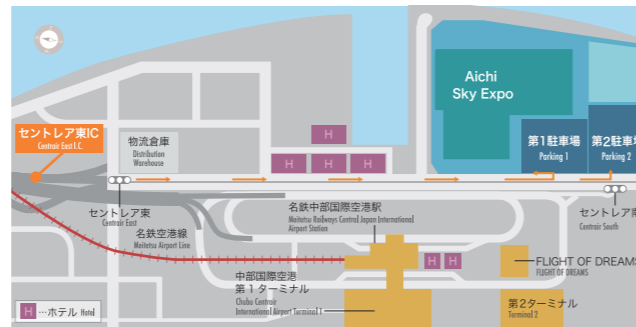 Aichi
Sky Expo
セントレア東IC
Centrair East I.C.
物流倉庫
Distribution
Warehouse
H
H
H
H
第1駐車場
Parking 1
第2駐車場
Parking 2
セントレア東
Centrair East
名鉄空港線
Meitetsu Airport Line
名鉄中部国際空港駅
Meitetsu Railways Central Japan International
Airport Station
セントレア南
Centrair South
H
H
FLIGHT OF DREAMS
FLIGHT OF DREAMS
中部国際空港
第1ターミナル
Chubu Centrair
International Airport Terminal 1
第2ターミナル
Terminal 2
H …ホテル Hotel